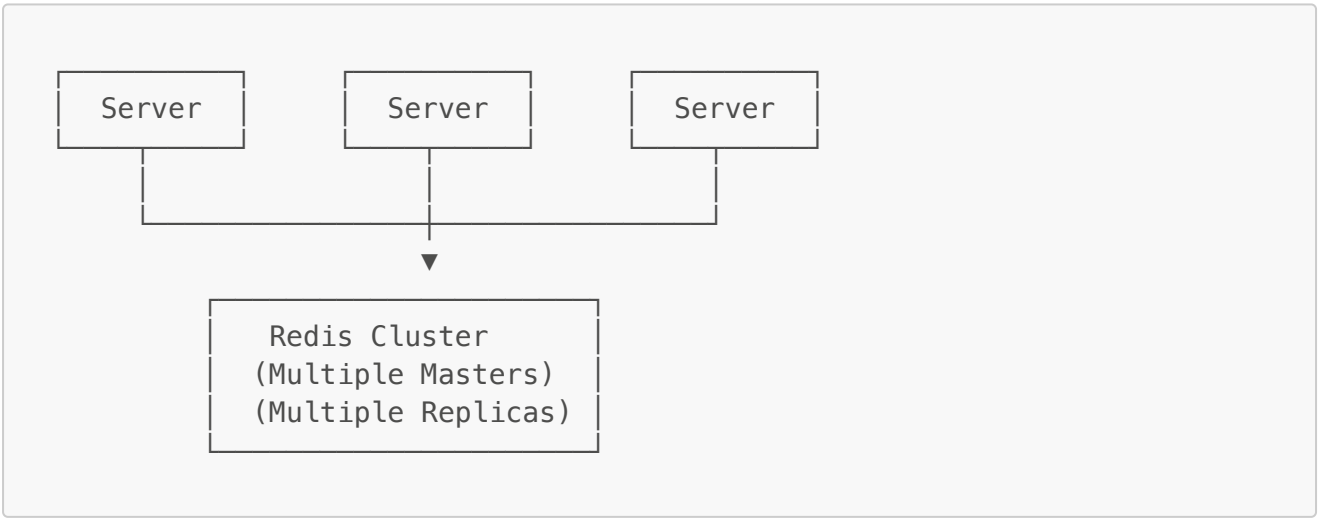 Server Server Server
Redis Cluster
(Multiple Masters)
(Multiple Replicas)